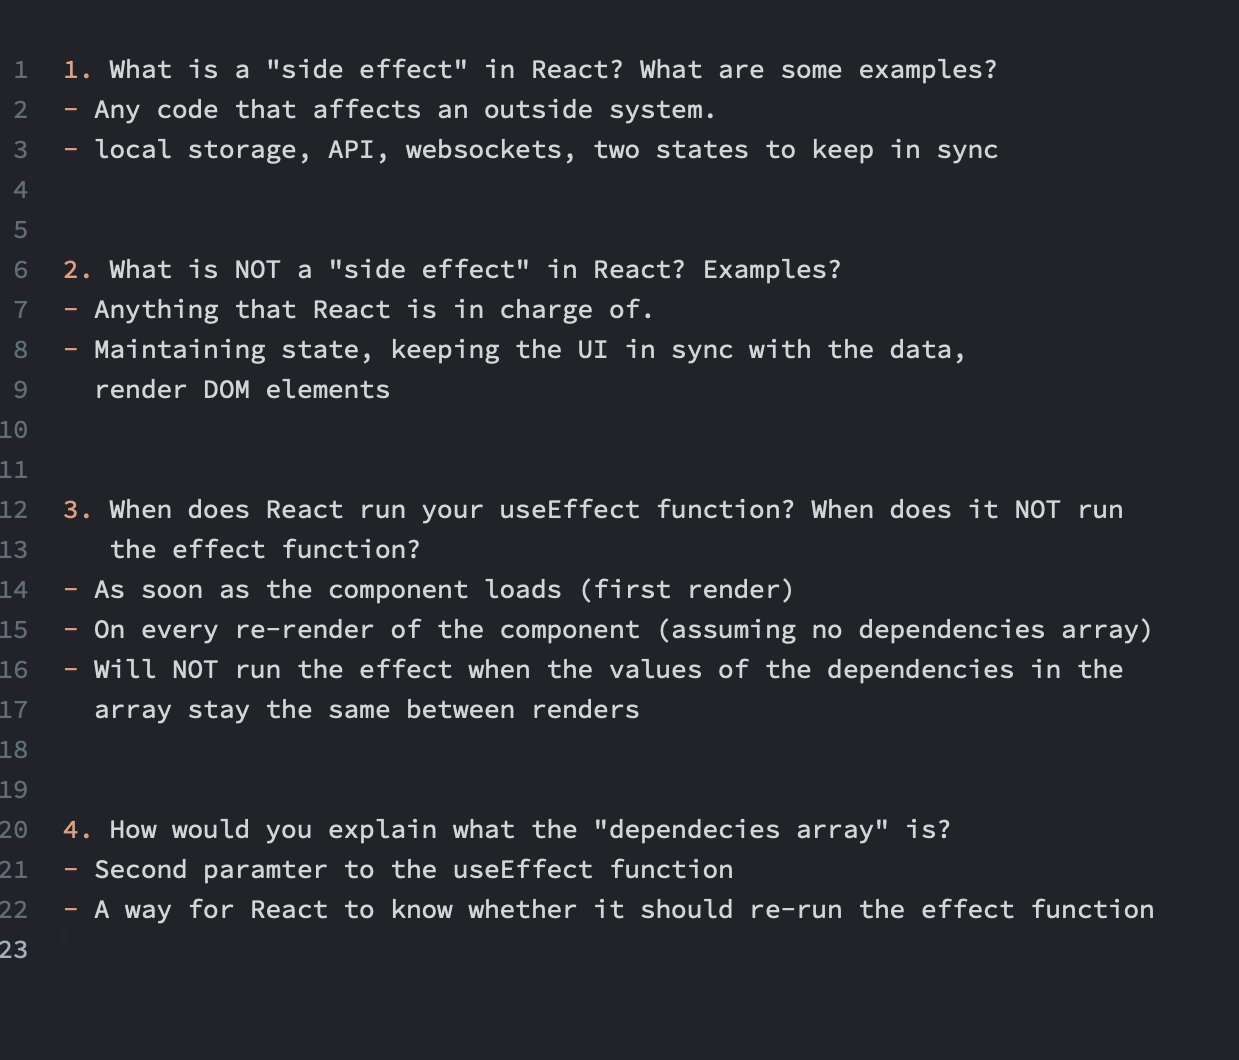 1 1. What is a "side effect" in React? What are some examples?
2 - Any code that affects an outside system.
3 - local storage, API, websockets, two states to keep in sync
4
5
6 2. What is NOT a "side effect" in React? Examples?
7 - Anything that React is in charge of.
8 - Maintaining state, keeping the UI in sync with the data,
9 render DOM elements
10
11
12 3. When does React run your useEffect function? When does it NOT run
13 the effect function?
14 - As soon as the component loads (first render)
15 - On every re-render of the component (assuming no dependencies array)
16 - Will NOT run the effect when the values of the dependencies in the
17 array stay the same between renders
18
19
20 4. How would you explain what the "dependecies array" is?
21 - Second paramter to the useEffect function
22 - A way for React to know whether it should re-run the effect function
23